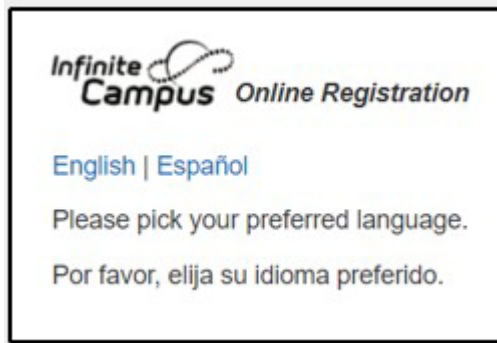 Infinite
Campus Online Registration
English | Español
Please pick your preferred language.
Por favor, elija su idioma preferido.